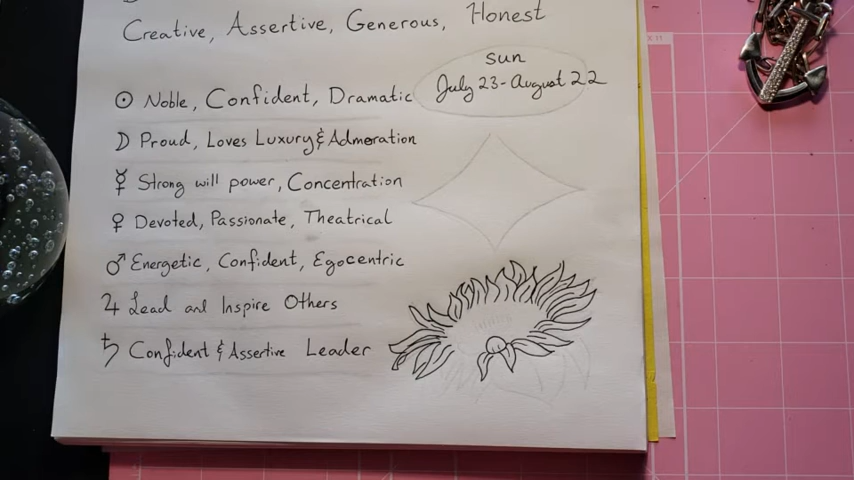 Creative, Assertive, Generous, Honest
sun
July 23-August 22
☉ Noble, Confident, Dramatic
☽ Proud, Loves Luxury & Admoration
☿ Strong will power, Concentration
♀ Devoted, Passionate, Theatrical
♂ Energetic, Confident, Egocentric
♃ Lead and Inspire Others
♄ Confident & Assertive Leader